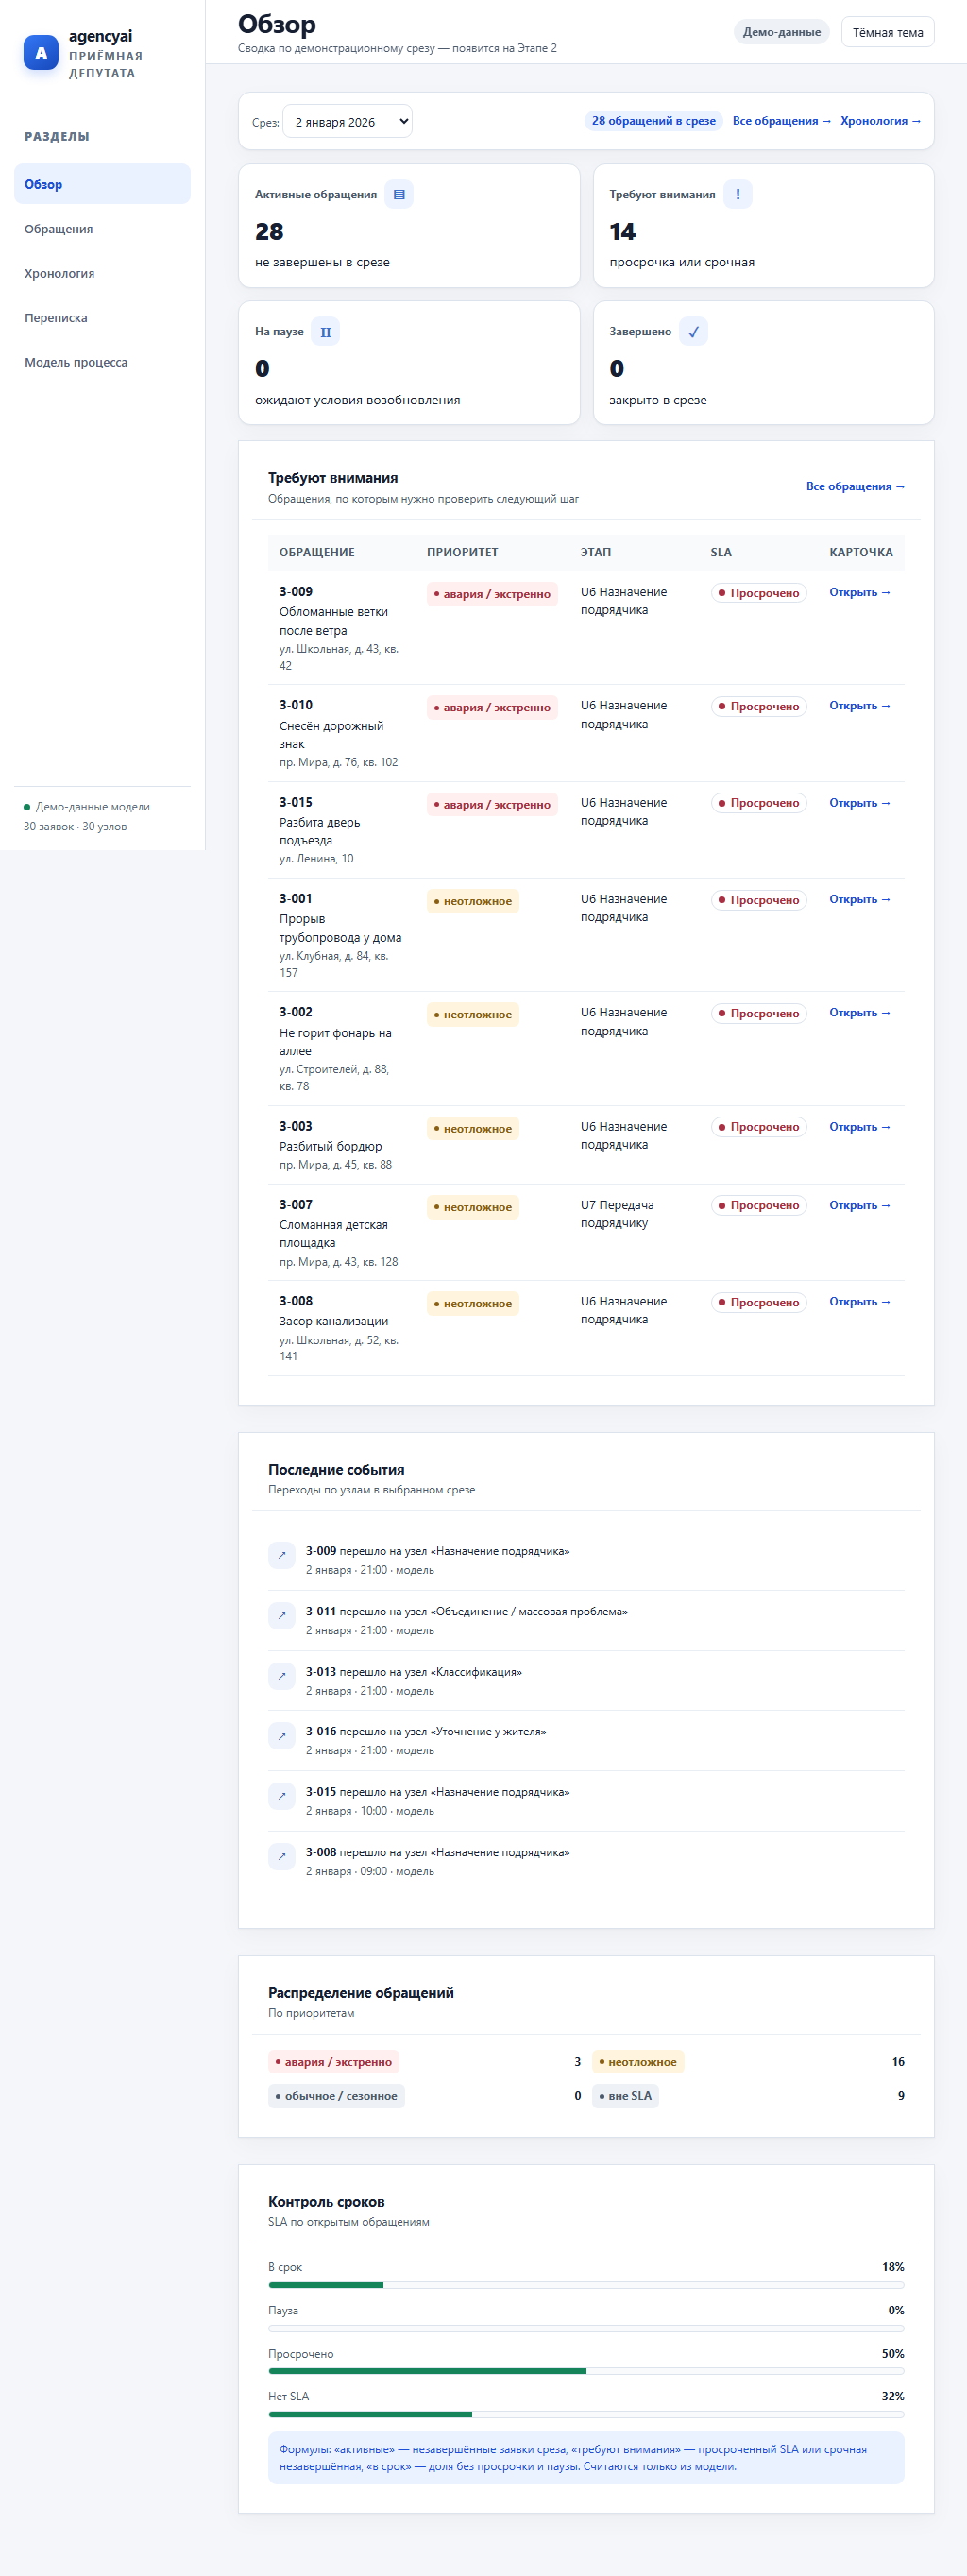 A
agencyai
ПРИЁМНАЯ
ДЕПУТАТА
РАЗДЕЛЫ
Обзор
Обращения
Хронология
Переписка
Модель процесса
Демо-данные модели
30 заявок · 30 узлов
Обзор
Сводка по демонстрационному срезу — появится на Этапе 2
Демо-данные
Тёмная тема
Срез: 2 января 2026
28 обращений в срезе Все обращения → Хронология →
Активные обращения
28
не завершены в срезе
Требуют внимания !
14
просрочка или срочная
На паузе
0
ожидают условия возобновления
Завершено ✓
0
закрыто в срезе
Требуют внимания
Обращения, по которым нужно проверить следующий шаг
Все обращения →
ОБРАЩЕНИЕ ПРИОРИТЕТ ЭТАП SLA КАРТОЧКА
З-009 авария / экстренно U6 Назначение Просрочено Открыть →
Обломанные ветки подрядчика
после ветра
ул. Школьная, д. 43, кв.
42
З-010 авария / экстренно U6 Назначение Просрочено Открыть →
Снесён дорожный подрядчика
знак
пр. Мира, д. 76, кв. 102
З-015 авария / экстренно U6 Назначение Просрочено Открыть →
Разбита дверь подрядчика
подъезда
ул. Ленина, 10
З-001 неотложное U6 Назначение Просрочено Открыть →
Прорыв подрядчика
трубопровода у дома
ул. Клубная, д. 84, кв.
157
З-002 неотложное U6 Назначение Просрочено Открыть →
Не горит фонарь на подрядчика
аллее
ул. Строителей, д. 88,
кв. 78
З-003 неотложное U6 Назначение Просрочено Открыть →
Разбитый бордюр подрядчика
пр. Мира, д. 45, кв. 88
З-007 неотложное U7 Передача Просрочено Открыть →
Сломанная детская подрядчику
площадка
пр. Мира, д. 43, кв. 128
З-008 неотложное U6 Назначение Просрочено Открыть →
Засор канализации подрядчика
ул. Школьная, д. 52, кв.
141
Последние события
Переходы по узлам в выбранном срезе
З-009 перешло на узел «Назначение подрядчика»
2 января · 21:00 · модель
З-011 перешло на узел «Объединение / массовая проблема»
2 января · 21:00 · модель
З-013 перешло на узел «Классификация»
2 января · 21:00 · модель
З-016 перешло на узел «Уточнение у жителя»
2 января · 21:00 · модель
З-015 перешло на узел «Назначение подрядчика»
2 января · 10:00 · модель
З-008 перешло на узел «Назначение подрядчика»
2 января · 09:00 · модель
Распределение обращений
По приоритетам
авария / экстренно 3 неотложное 16
обычное / сезонное 0 вне SLA 9
Контроль сроков
SLA по открытым обращениям
В срок 18%
Пауза 0%
Просрочено 50%
Нет SLA 32%
Формулы: «активные» — незавершённые заявки среза, «требуют внимания» — просроченный SLA или срочная
незавершённая, «в срок» — доля без просрочки и паузы. Считаются только из модели.